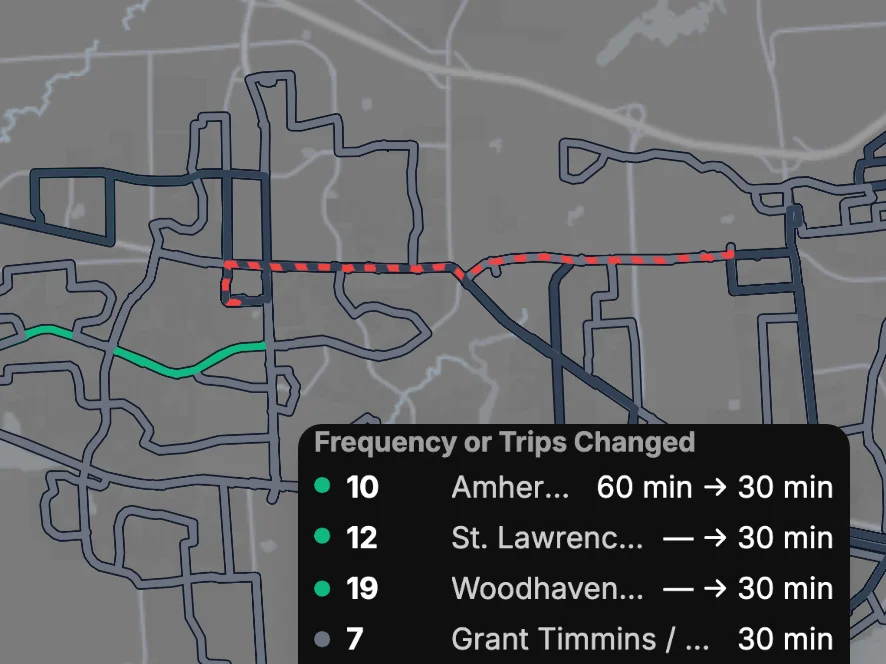 Frequency or Trips Changed
10 Amher... 60 min → 30 min
12 St. Lawrenc... — → 30 min
19 Woodhaven... — → 30 min
7 Grant Timmins / ... 30 min